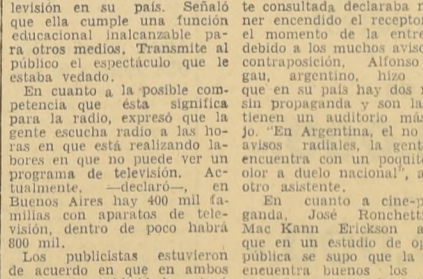 levisión en su país. Señaló
que ella cumple una función
educacional inalcanzable pa-
ra otros medios. Transmite al
público el espectáculo que le
estaba vedado.
En cuanto a la posible com-
petencia que ésta significa
para la radio, expresó que la
gente escucha radio a las ho-
ras en que está realizando la-
bores en que no puede ver un
programa de televisión. Ac-
tualmente, —declaró—, en
Buenos Aires hay 400 mil fa-
milias con aparatos de tele-
visión, dentro de poco habrá
800 mil.
Los publicistas estuvieron
de acuerdo en que en ambos
te consultada declaraba
ner encendido el receptor
el momento de la entre
debido a los muchos aviso
contraposición, Alfonso
gau, argentino, hizo
que en su país hay dos
sin propaganda y son la
tienen un auditorio más
jo. "En Argentina, el no
avisos radiales, la gent
encuentra con un poquit
olor a duelo nacional", a
otro asistente.
En cuanto a cine-p
ganda, José Ronchett
Mac Kann Erickson a
que en un estudio de o
pública se supo que la
encuentra buenos los